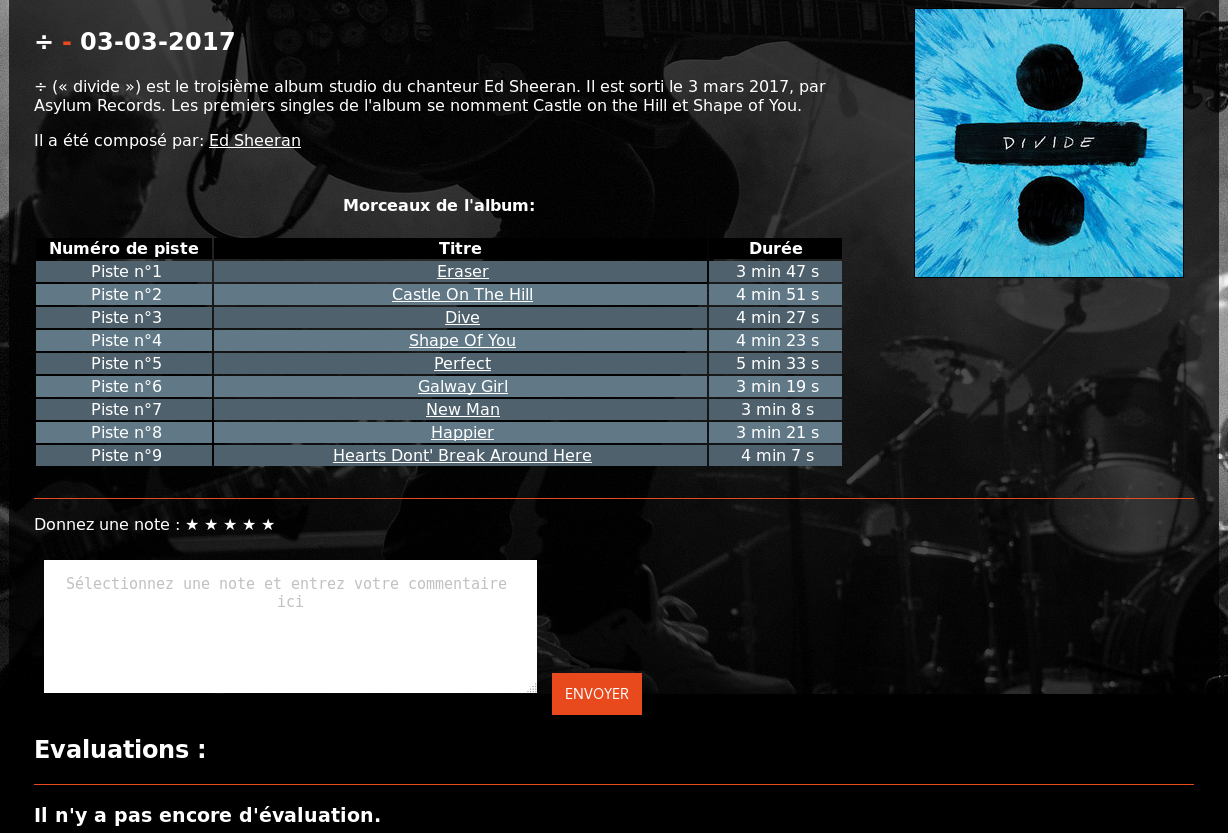 ÷ - 03-03-2017
÷ (« divide ») est le troisième album studio du chanteur Ed Sheeran. Il est sorti le 3 mars 2017, par
Asylum Records. Les premiers singles de l'album se nomment Castle on the Hill et Shape of You.
Il a été composé par: Ed Sheeran
DIVIDE
Morceaux de l'album:
Numéro de piste Titre Durée
Piste n°1 Eraser 3 min 47 s
Piste n°2 Castle On The Hill 4 min 51 s
Piste n°3 Dive 4 min 27 s
Piste n°4 Shape Of You 4 min 23 s
Piste n°5 Perfect 5 min 33 s
Piste n°6 Galway Girl 3 min 19 s
Piste n°7 New Man 3 min 8 s
Piste n°8 Happier 3 min 21 s
Piste n°9 Hearts Dont' Break Around Here 4 min 7 s
Donnez une note : ★ ★ ★ ★ ★
Sélectionnez une note et entrez votre commentaire
ici
ENVOYER
Evaluations :
Il n'y a pas encore d'évaluation.